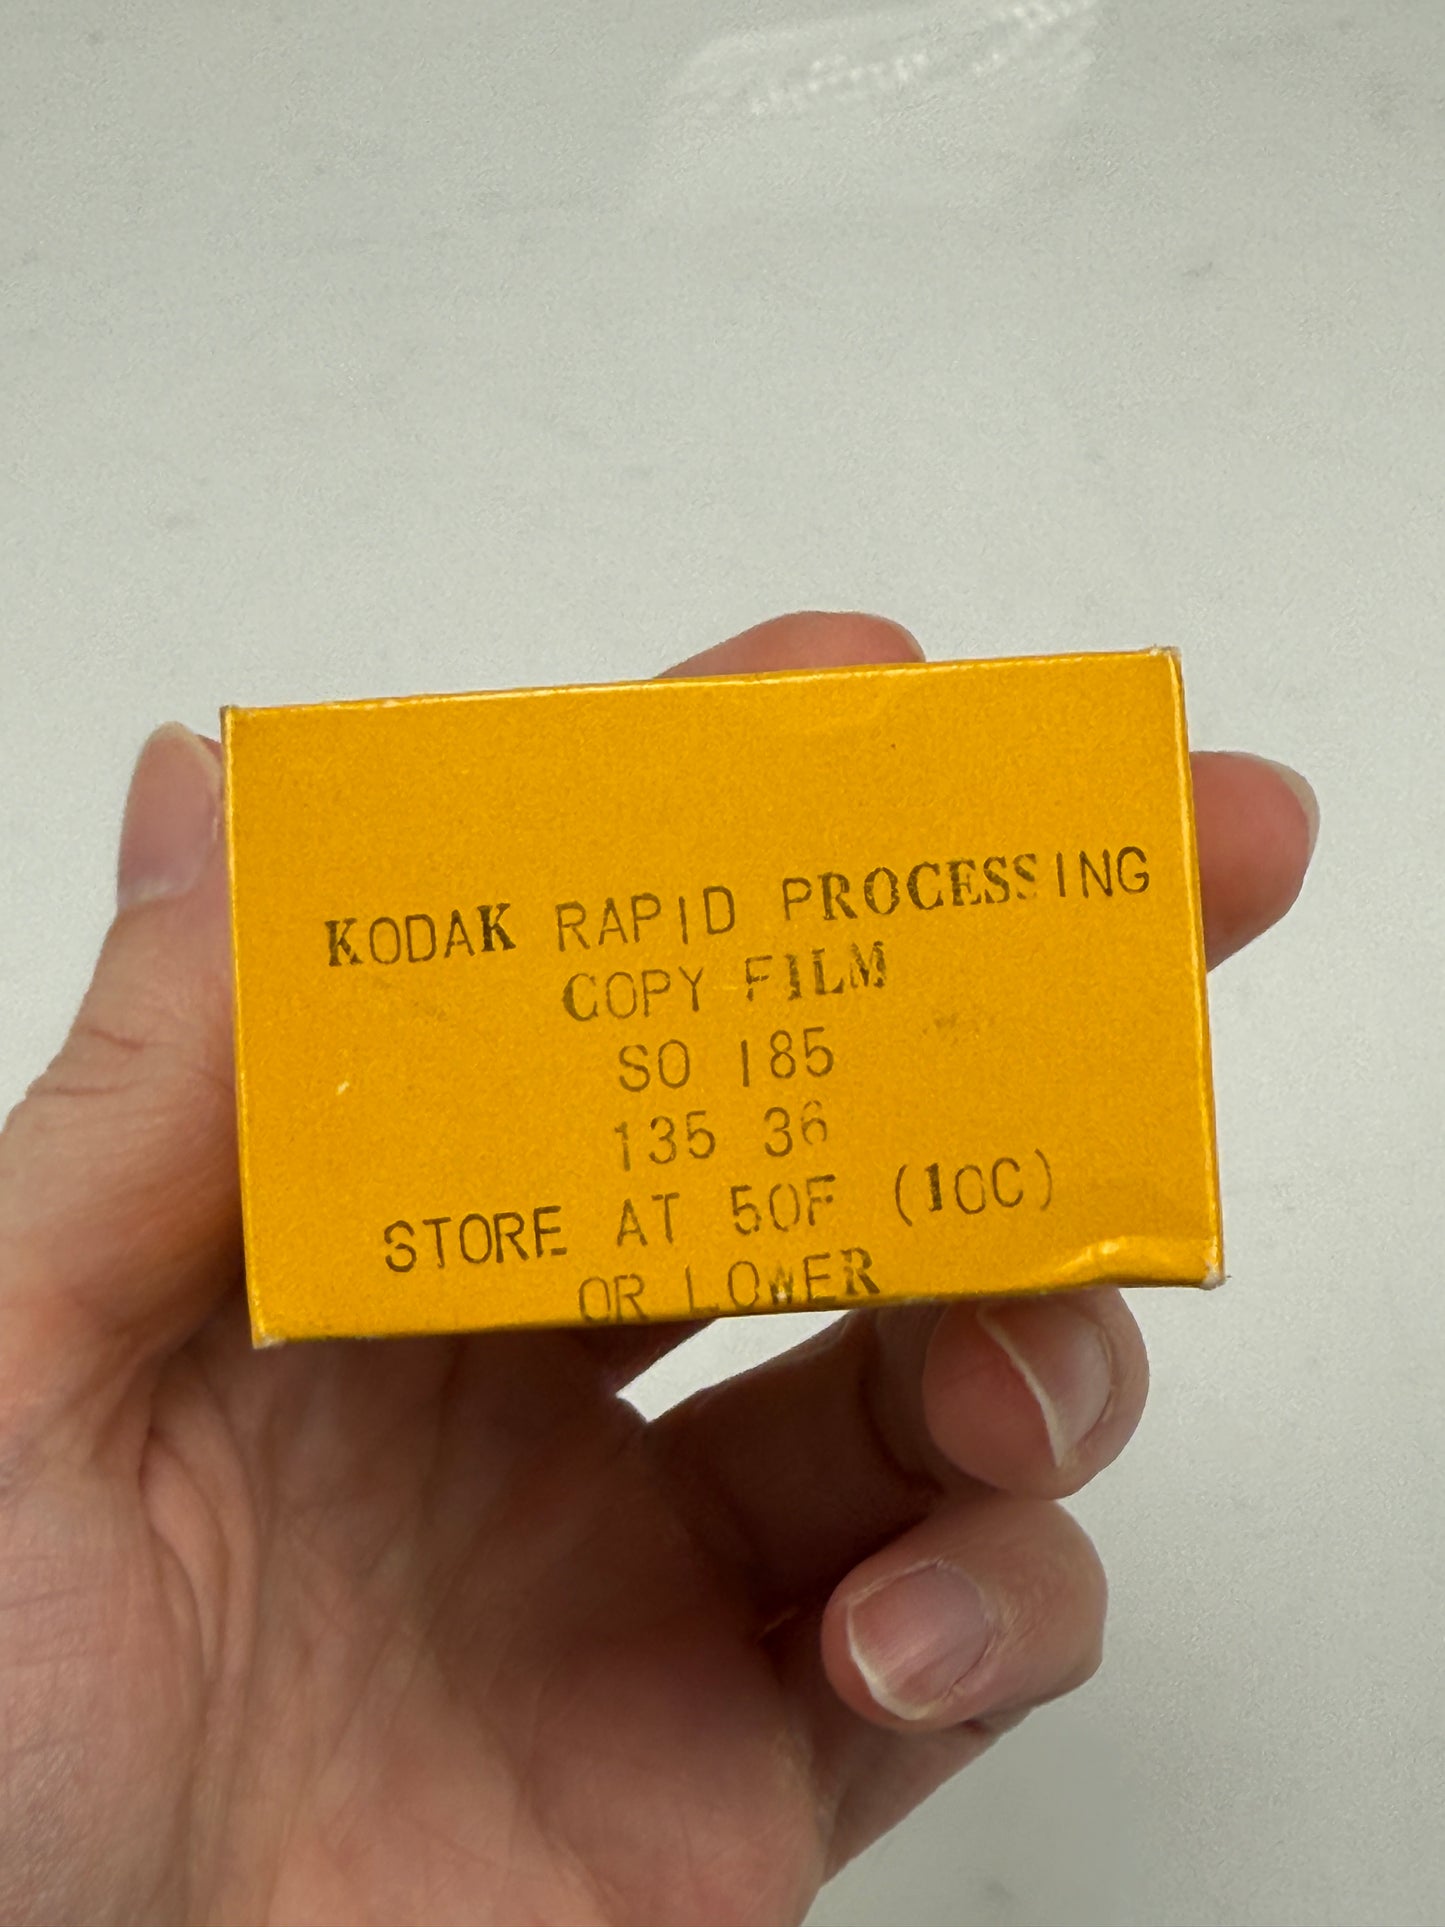 KODAK RAPID PROCESSING
COPY FILM
SO 185
135 36
STORE AT 50F (10C)
OR LOWER